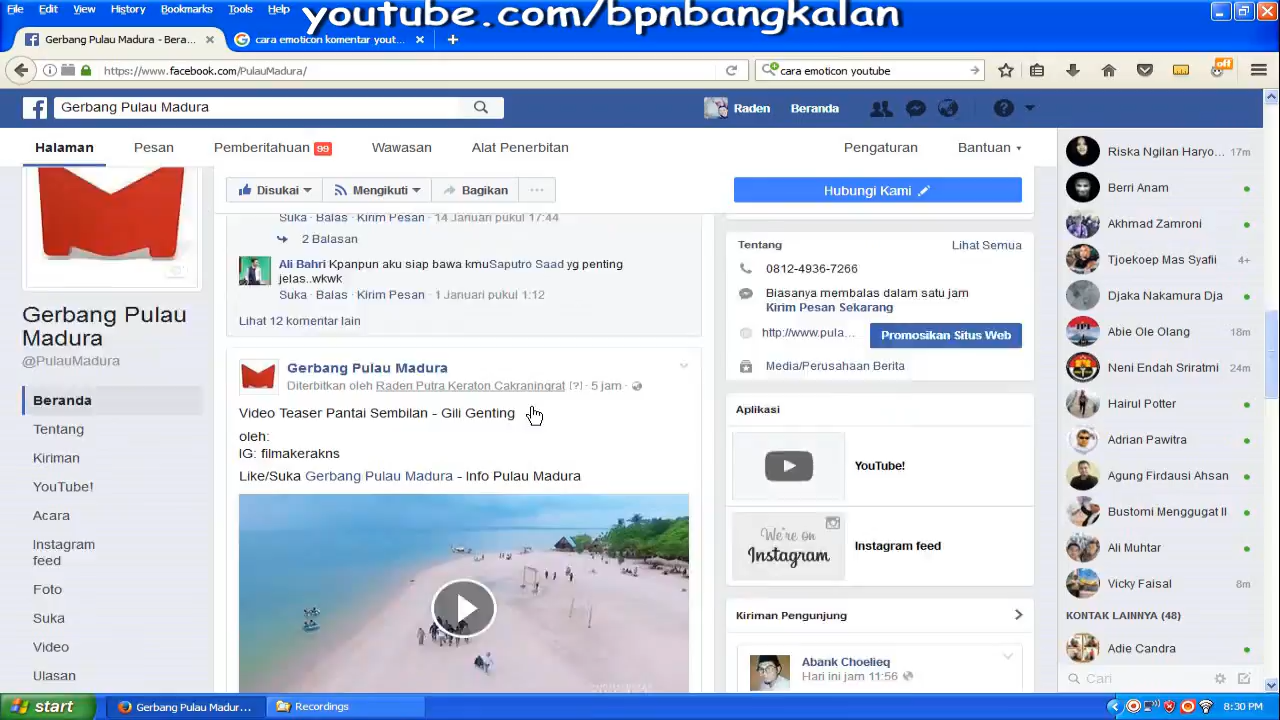 File Edit View History Bookmarks Tools Help
youtube.com/bpnbangkalan
Gerbang Pulau Madura - Bera...
cara emoticon komentar yout...
https://www.facebook.com/PulauMadura/
cara emoticon youtube
off
Gerbang Pulau Madura
Raden
Beranda
Halaman
Pesan
Pemberitahuan 99
Wawasan
Alat Penerbitan
Pengaturan
Bantuan
Disukai
Mengikuti
Bagikan
Hubungi Kami
Gerbang Pulau Madura
@PulauMadura
Beranda
Tentang
Kiriman
YouTube!
Acara
Instagram feed
Foto
Suka
Video
Ulasan
Suka · Balas · Kirim Pesan · 14 Januari pukul 17:44
2 Balasan
Ali Bahri Kpanpun aku siap bawa kmuSaputro Saad yg penting
jelas..wkwk
Suka · Balas · Kirim Pesan · 1 Januari pukul 1:12
Lihat 12 komentar lain
Gerbang Pulau Madura
Diterbitkan oleh Raden Putra Keraton Cakraningrat [?] · 5 jam ·
Video Teaser Pantai Sembilan - Gili Genting
oleh:
IG: filmakerakns
Like/Suka Gerbang Pulau Madura - Info Pulau Madura
Tentang
Lihat Semua
0812-4936-7266
Biasanya membalas dalam satu jam
Kirim Pesan Sekarang
http://www.pula...
Promosikan Situs Web
Media/Perusahaan Berita
Aplikasi
YouTube!
We're on
Instagram
Instagram feed
Kiriman Pengunjung
Abank Choelieq
Hari ini jam 11:56
Riska Ngilan Haryo... 17m
Berri Anam
Akhmad Zamroni
Tjoekoep Mas Syafii 4+
Djaka Nakamura Dja
Abie Ole Olang 18m
Neni Endah Sriratmi 24m
Hairul Potter
Adrian Pawitra
Agung Firdausi Ahsan
Bustomi Menggugat II
Ali Muhtar
Vicky Faisal 8m
KONTAK LAINNYA (48)
Adie Candra
Cari
start
Gerbang Pulau Madur...
Recordings
8:30 PM